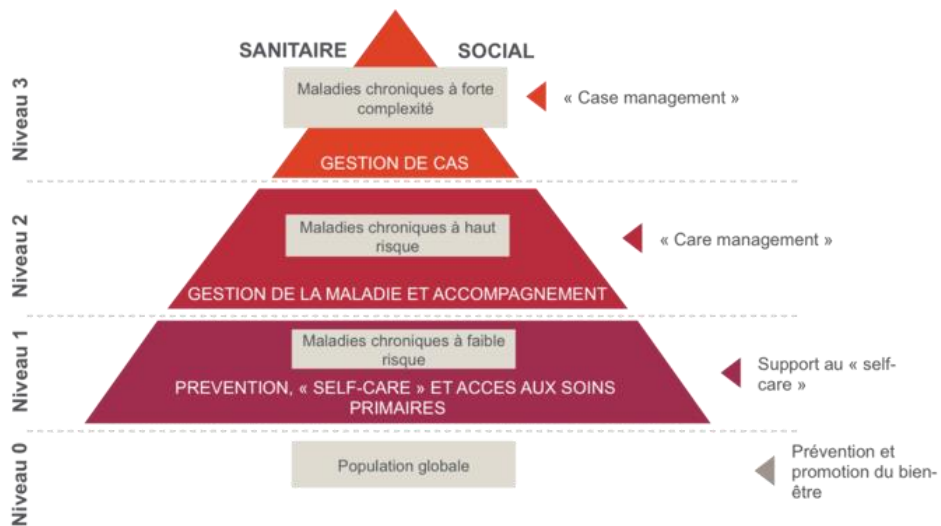 SANITAIRE SOCIAL
Niveau 3
Maladies chroniques à forte
complexité
« Case management »
GESTION DE CAS
Niveau 2
Maladies chroniques à haut
risque
« Care management »
GESTION DE LA MALADIE ET ACCOMPAGNEMENT
Niveau 1
Maladies chroniques à faible
risque
PREVENTION, « SELF-CARE » ET ACCES AUX SOINS
PRIMAIRES
Support au « self-
care »
Niveau 0
Population globale
Prévention et
promotion du bien-
être